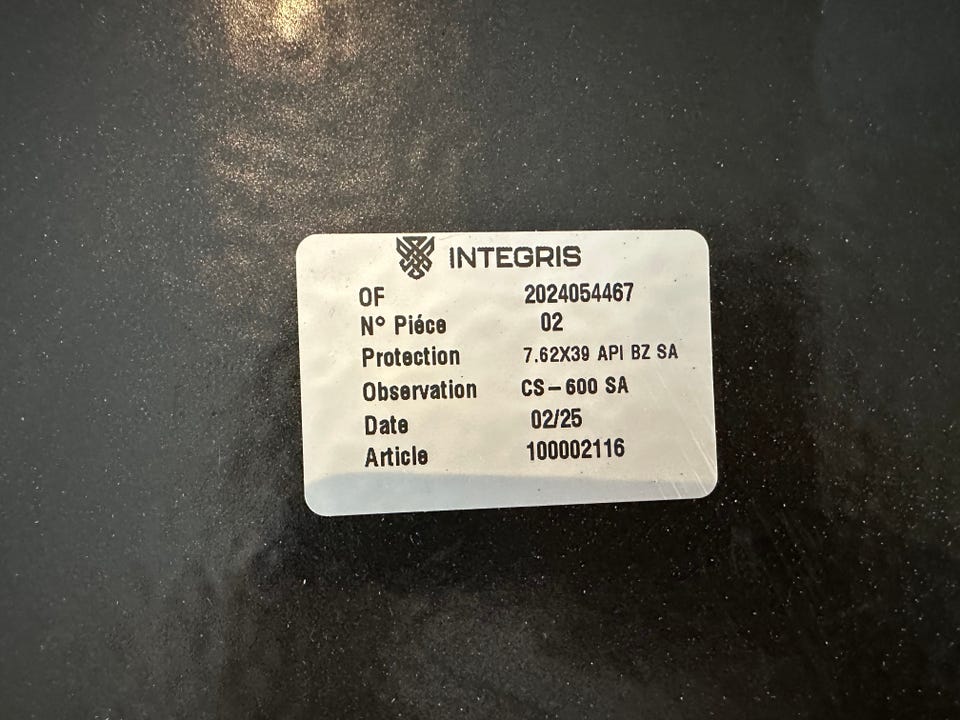 INTEGRIS
OF 2024054467
N° Piéce 02
Protection 7.62X39 API BZ SA
Observation CS-600 SA
Date 02/25
Article 100002116